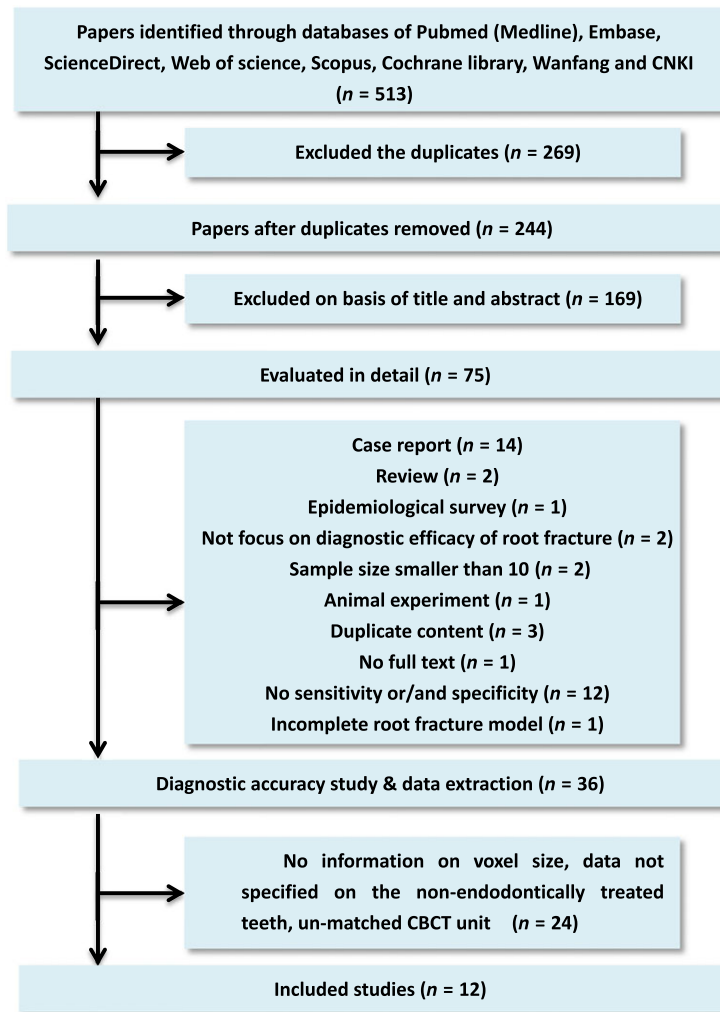 Papers identified through databases of Pubmed (Medline), Embase,
ScienceDirect, Web of science, Scopus, Cochrane library, Wanfang and CNKI
(n = 513)
Excluded the duplicates (n = 269)
Papers after duplicates removed (n = 244)
Excluded on basis of title and abstract (n = 169)
Evaluated in detail (n = 75)
Case report (n = 14)
Review (n = 2)
Epidemiological survey (n = 1)
Not focus on diagnostic efficacy of root fracture (n = 2)
Sample size smaller than 10 (n = 2)
Animal experiment (n = 1)
Duplicate content (n = 3)
No full text (n = 1)
No sensitivity or/and specificity (n = 12)
Incomplete root fracture model (n = 1)
Diagnostic accuracy study & data extraction (n = 36)
No information on voxel size, data not
specified on the non-endodontically treated
teeth, un-matched CBCT unit (n = 24)
Included studies (n = 12)